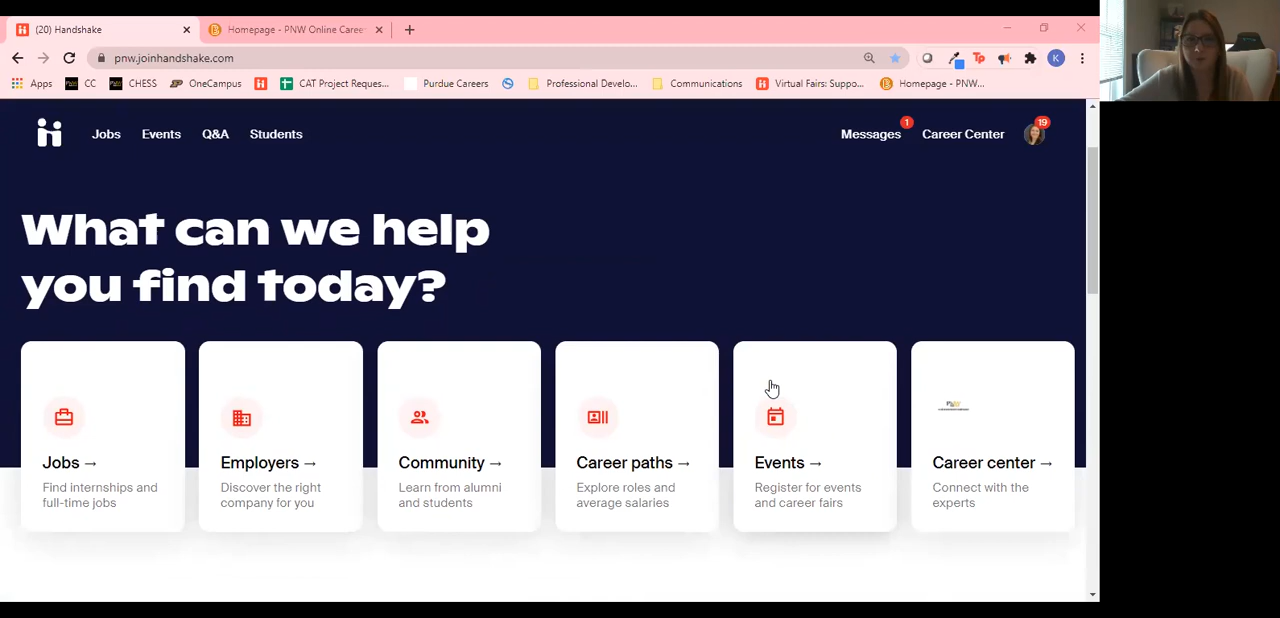 (20) Handshake
Homepage - PNW Online Caree
pnw.joinhandshake.com
K
Apps
CC
CHESS
OneCampus
CAT Project Reques...
Purdue Careers
Professional Develo...
Communications
Virtual Fairs: Suppo...
Homepage - PNW...
Jobs
Events
Q&A
Students
Messages
1
Career Center
19
What can we help
you find today?
Jobs →
Find internships and
full-time jobs
Employers →
Discover the right
company for you
Community →
Learn from alumni
and students
Career paths →
Explore roles and
average salaries
Events →
Register for events
and career fairs
PNW
Career center →
Connect with the
experts